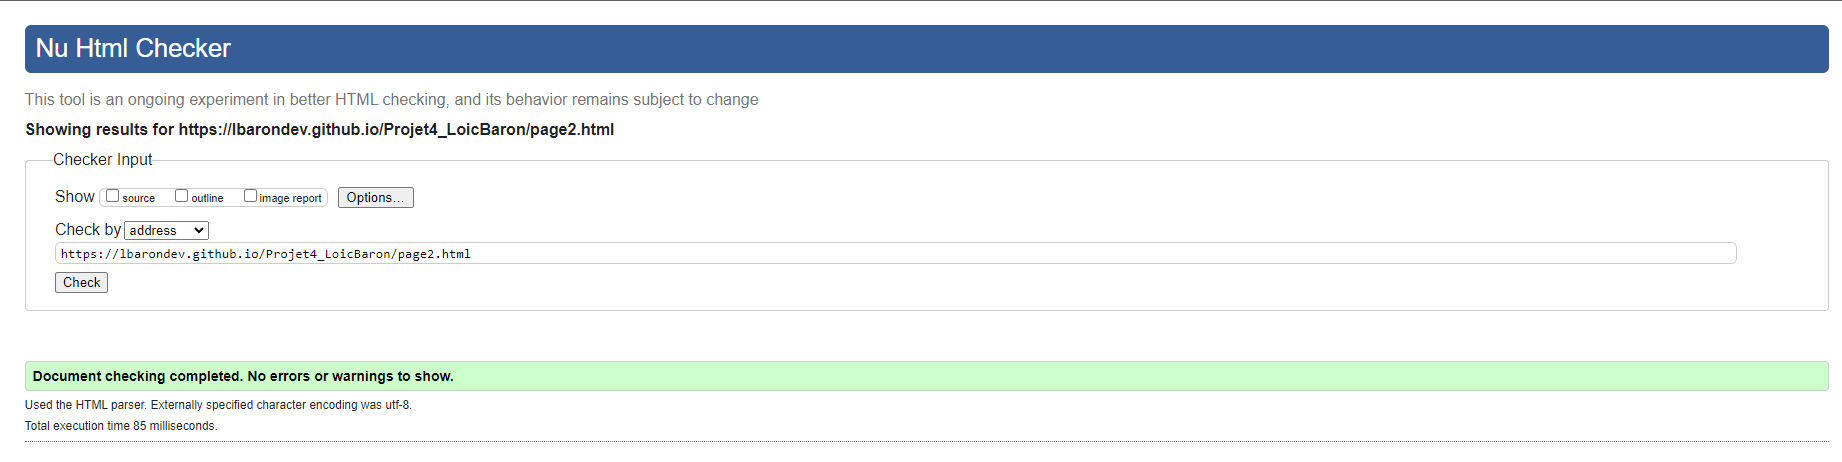 Nu Html Checker
This tool is an ongoing experiment in better HTML checking, and its behavior remains subject to change
Showing results for https://lbarondev.github.io/Projet4_LoicBaron/page2.html
Checker Input
Show source outline image report Options...
Check by address
https://lbarondev.github.io/Projet4_LoicBaron/page2.html
Check
Document checking completed. No errors or warnings to show.
Used the HTML parser. Externally specified character encoding was utf-8.
Total execution time 85 milliseconds.